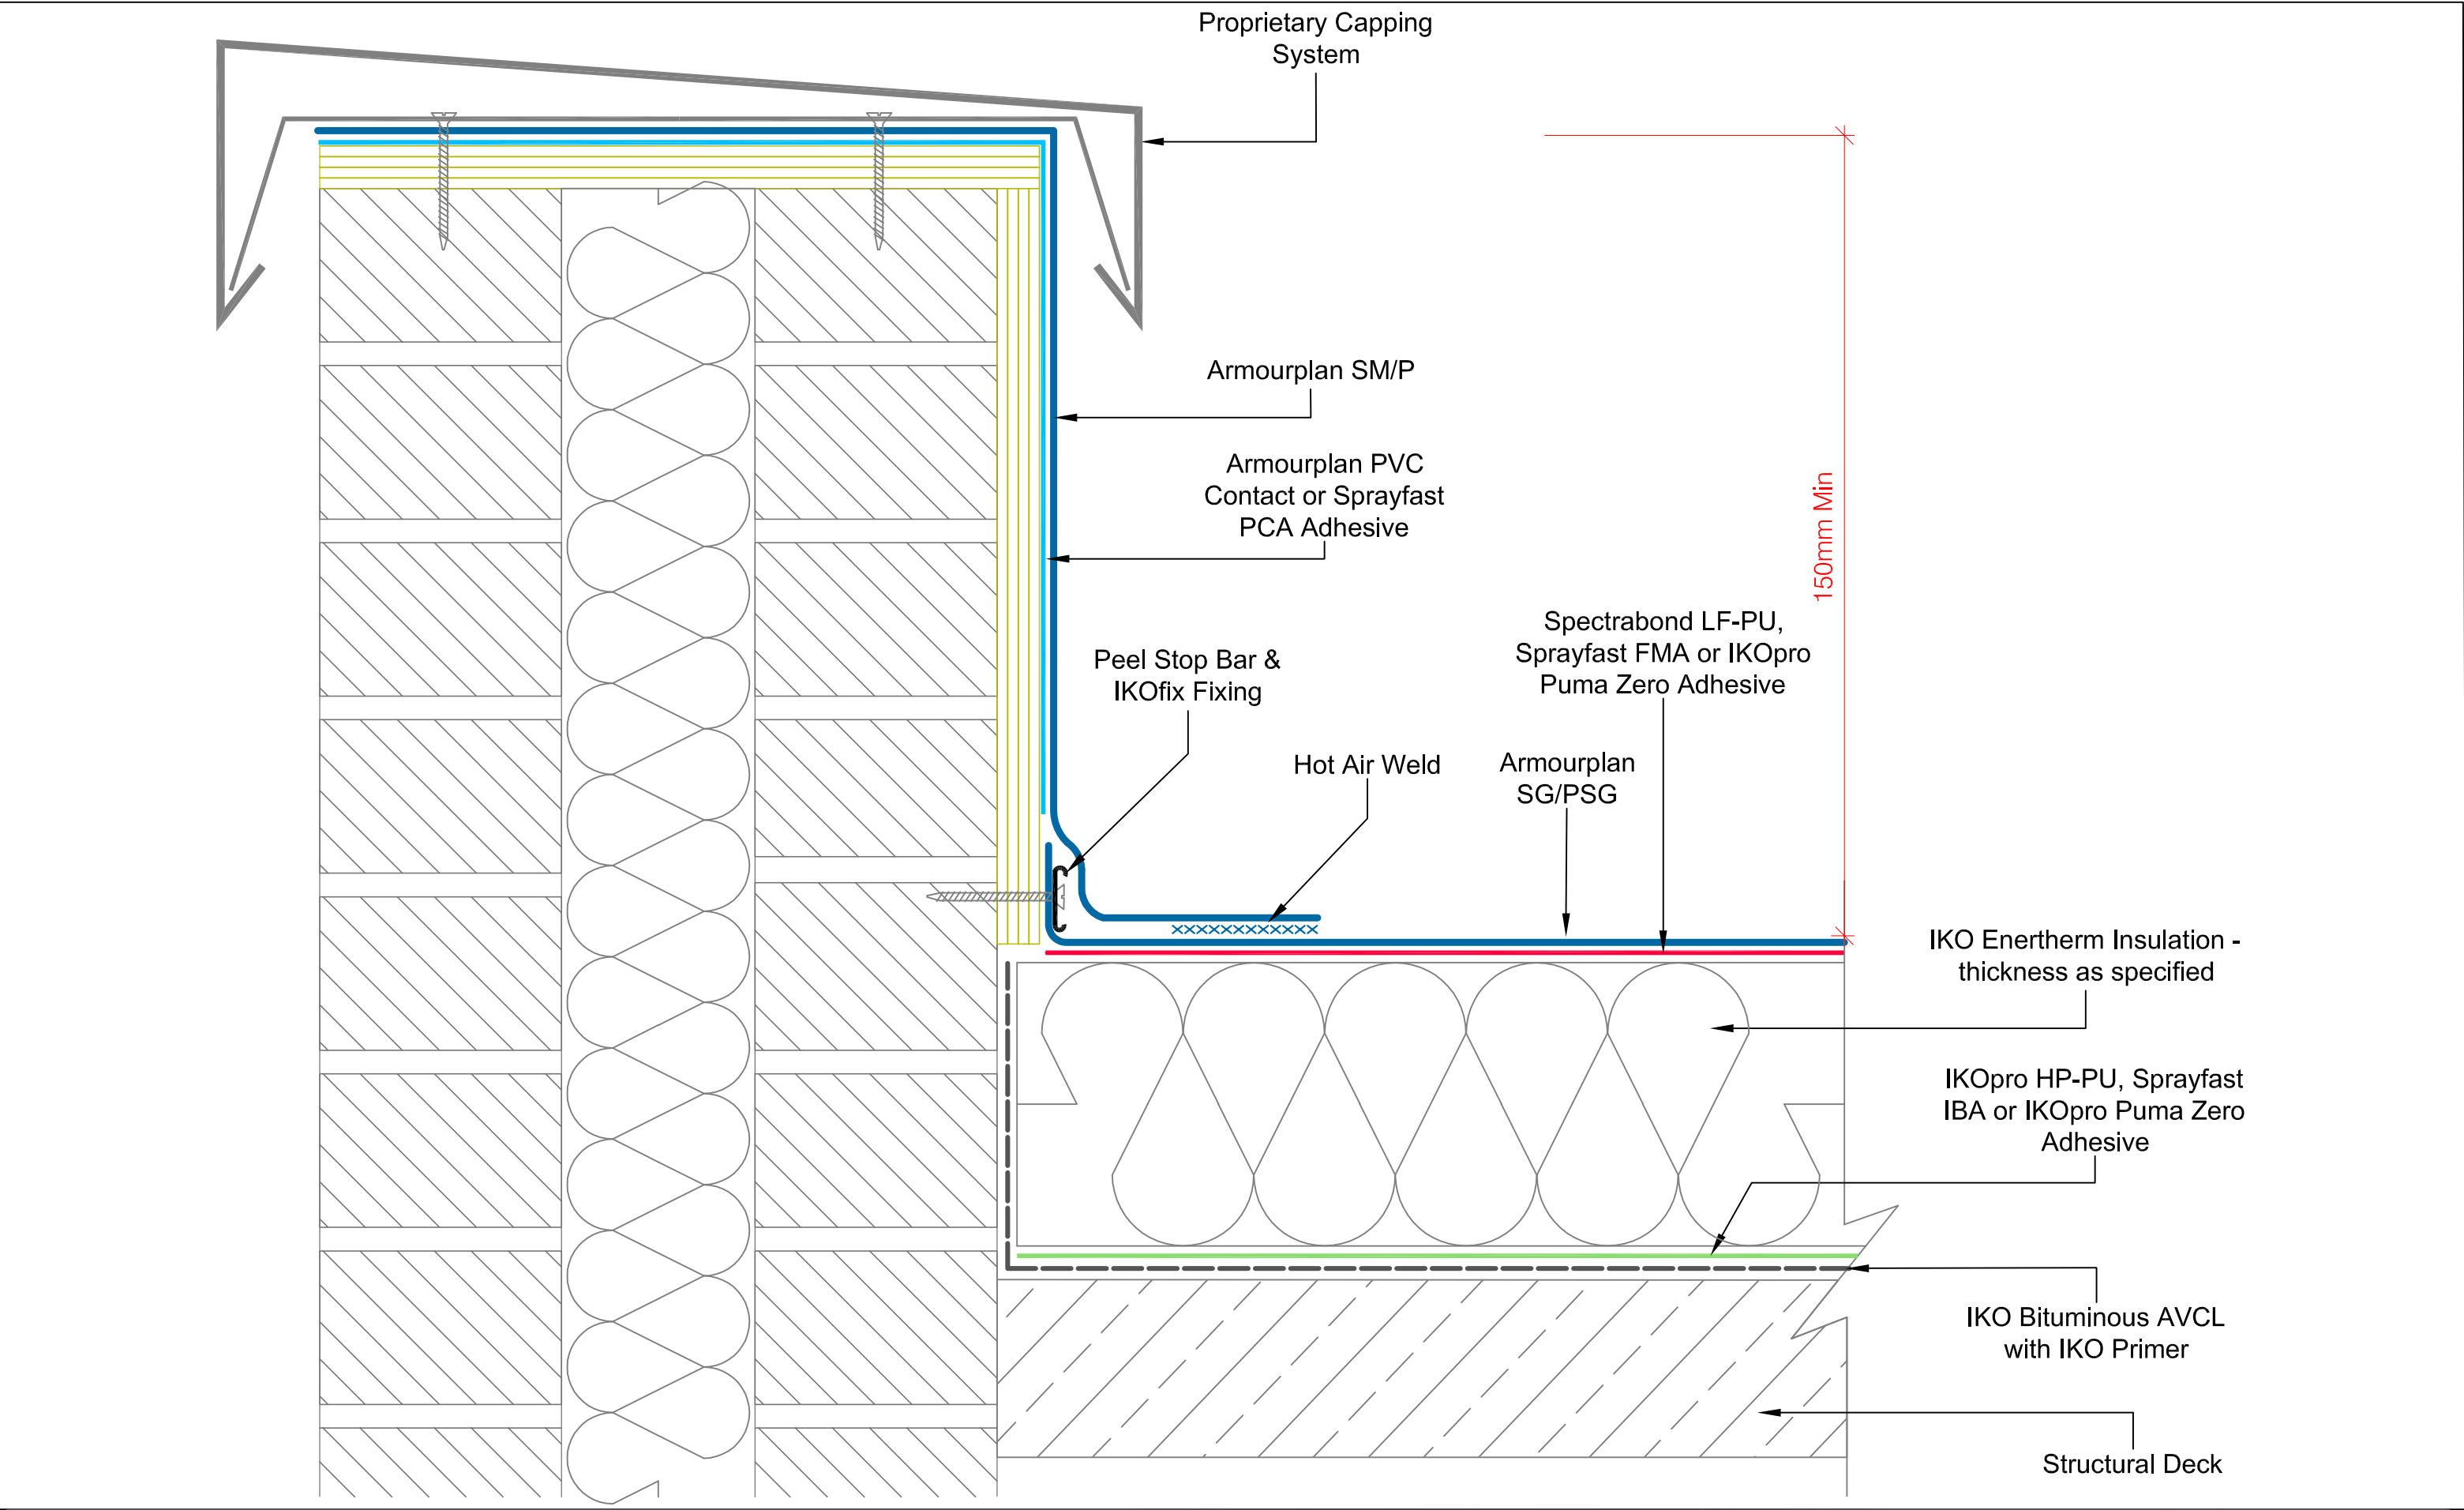 Proprietary Capping
System
Armourplan SM/P
Armourplan PVC
Contact or Sprayfast
PCA Adhesive
150mm Min
Spectrabond LF-PU,
Sprayfast FMA or IKOpro
Puma Zero Adhesive
Peel Stop Bar &
IKOfix Fixing
Hot Air Weld
Armourplan
SG/PSG
IKO Enertherm Insulation -
thickness as specified
IKOpro HP-PU, Sprayfast
IBA or IKOpro Puma Zero
Adhesive
IKO Bituminous AVCL
with IKO Primer
Structural Deck